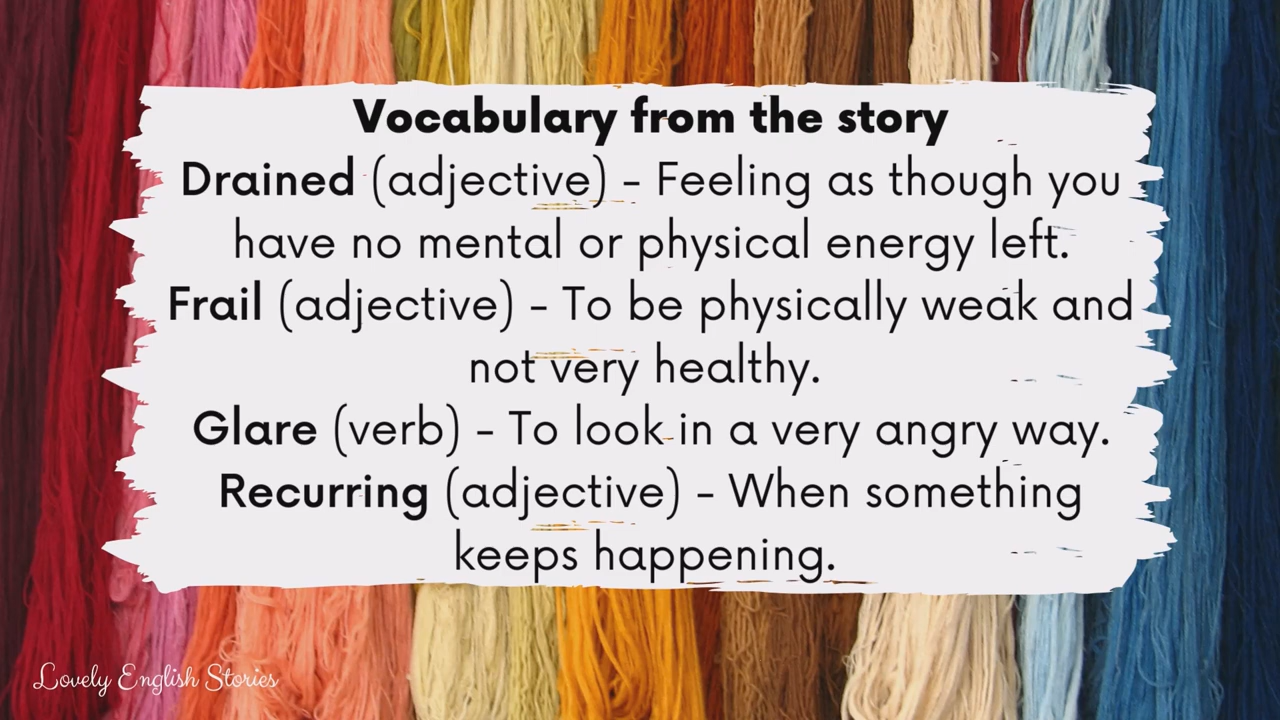 Vocabulary from the story
Drained (adjective) – Feeling as though you
have no mental or physical energy left.
Frail (adjective) – To be physically weak and
not very healthy.
Glare (verb) – To look in a very angry way.
Recurring (adjective) – When something
keeps happening.
Lovely English Stories